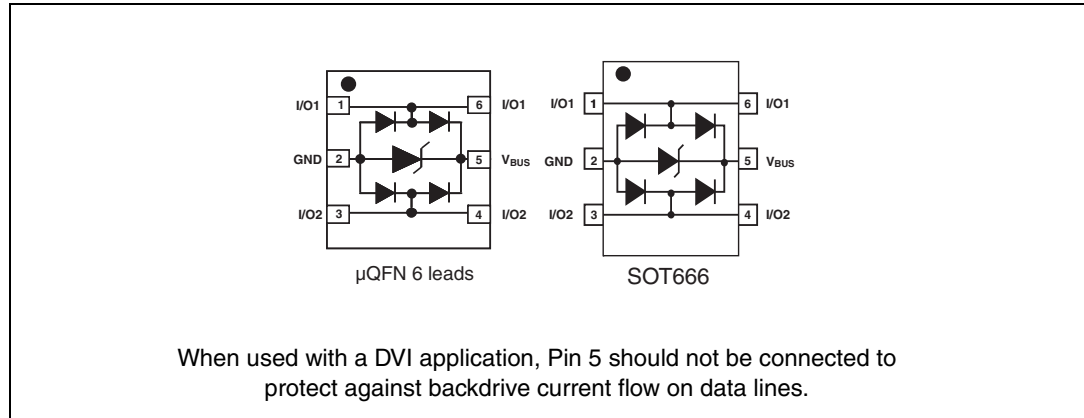 I/O1 1 6 I/O1
GND 2 5 VBUS
I/O2 3 4 I/O2
µQFN 6 leads
I/O1 1 6 I/O1
GND 2 5 VBUS
I/O2 3 4 I/O2
SOT666
When used with a DVI application, Pin 5 should not be connected to
protect against backdrive current flow on data lines.